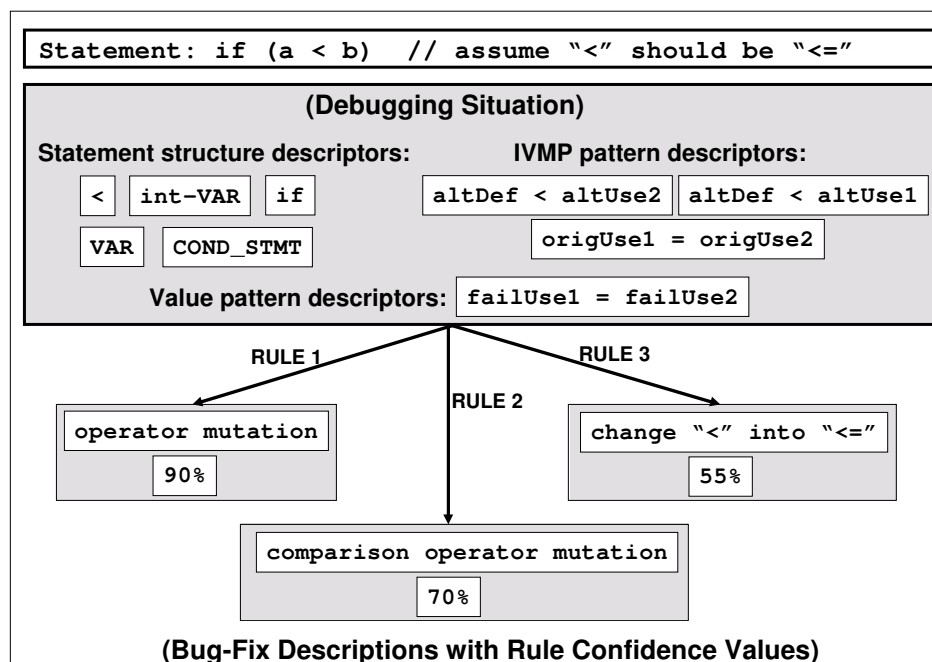 Statement: if (a < b) // assume “<” should be “<=”
(Debugging Situation)
Statement structure descriptors:
< int-VAR if
VAR COND_STMT
IVMP pattern descriptors:
altDef < altUse2 altDef < altUse1
origUse1 = origUse2
Value pattern descriptors: failUse1 = failUse2
RULE 1
RULE 2
RULE 3
operator mutation
90%
comparison operator mutation
70%
change “<” into “<=”
55%
(Bug-Fix Descriptions with Rule Confidence Values)